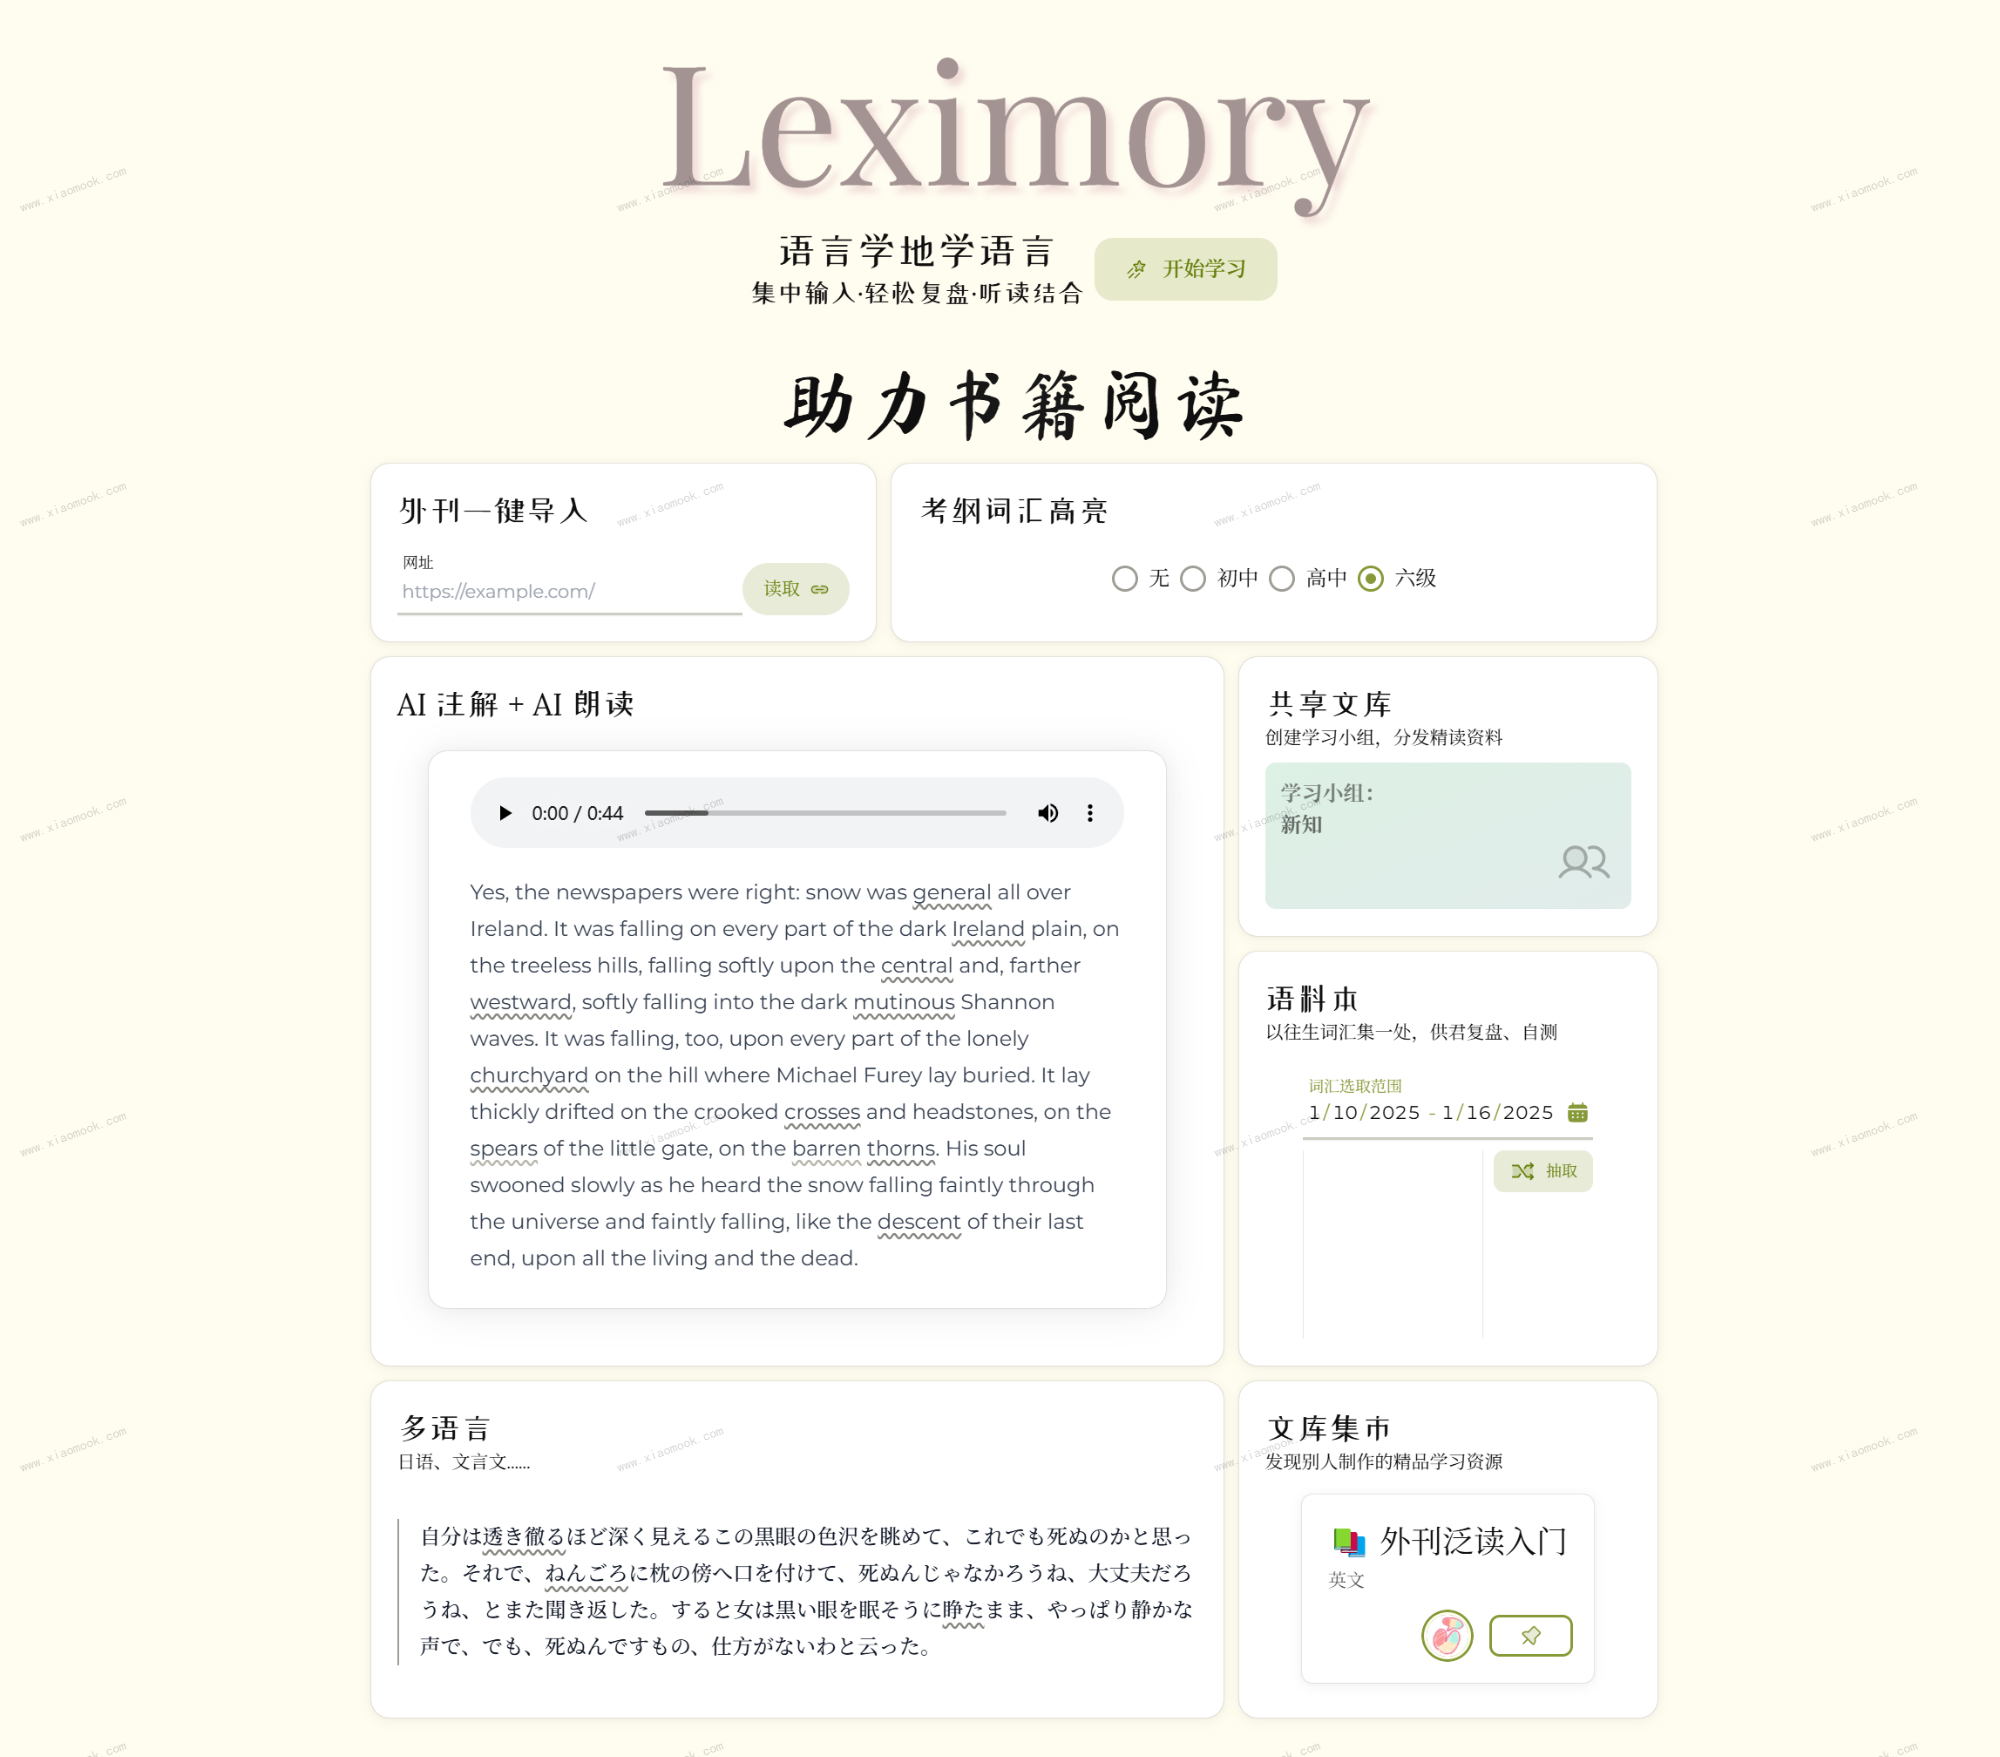 Leximory
语言学地学语言
集中输入·轻松复盘·听读结合
开始学习
助力书籍阅读
外刊一键导入
网址
https://example.com/
读取
考纲词汇高亮
无 初中 高中 六级
AI 注解 + AI 朗读
0:00 / 0:44
Yes, the newspapers were right: snow was general all over
Ireland. It was falling on every part of the dark Ireland plain, on
the treeless hills, falling softly upon the central and, farther
westward, softly falling into the dark mutinous Shannon
waves. It was falling, too, upon every part of the lonely
churchyard on the hill where Michael Furey lay buried. It lay
thickly drifted on the crooked crosses and headstones, on the
spears of the little gate, on the barren thorns. His soul
swooned slowly as he heard the snow falling faintly through
the universe and faintly falling, like the descent of their last
end, upon all the living and the dead.
共享文库
创建学习小组，分发精读资料
学习小组：
新知
语料本
以往生词汇集一处，供君复盘、自测
词汇选取范围
1/10/2025 - 1/16/2025
抽取
多语言
日语、文言文……
自分は透き徹るほど深く見えるこの黒眼の色沢を眺めて、これでも死ぬのかと思っ
た。それで、ねんごろに枕の傍へ口を付けて、死ぬんじゃなかろうね、大丈夫だろ
うね、とまた聞き返した。すると女は黒い眼を眠そうに睁たまま、やっぱり静かな
声で、でも、死ぬんですもの、仕方がないわと云った。
文库集市
发现别人制作的精品学习资源
外刊泛读入门
英文
www.xiaomook.com